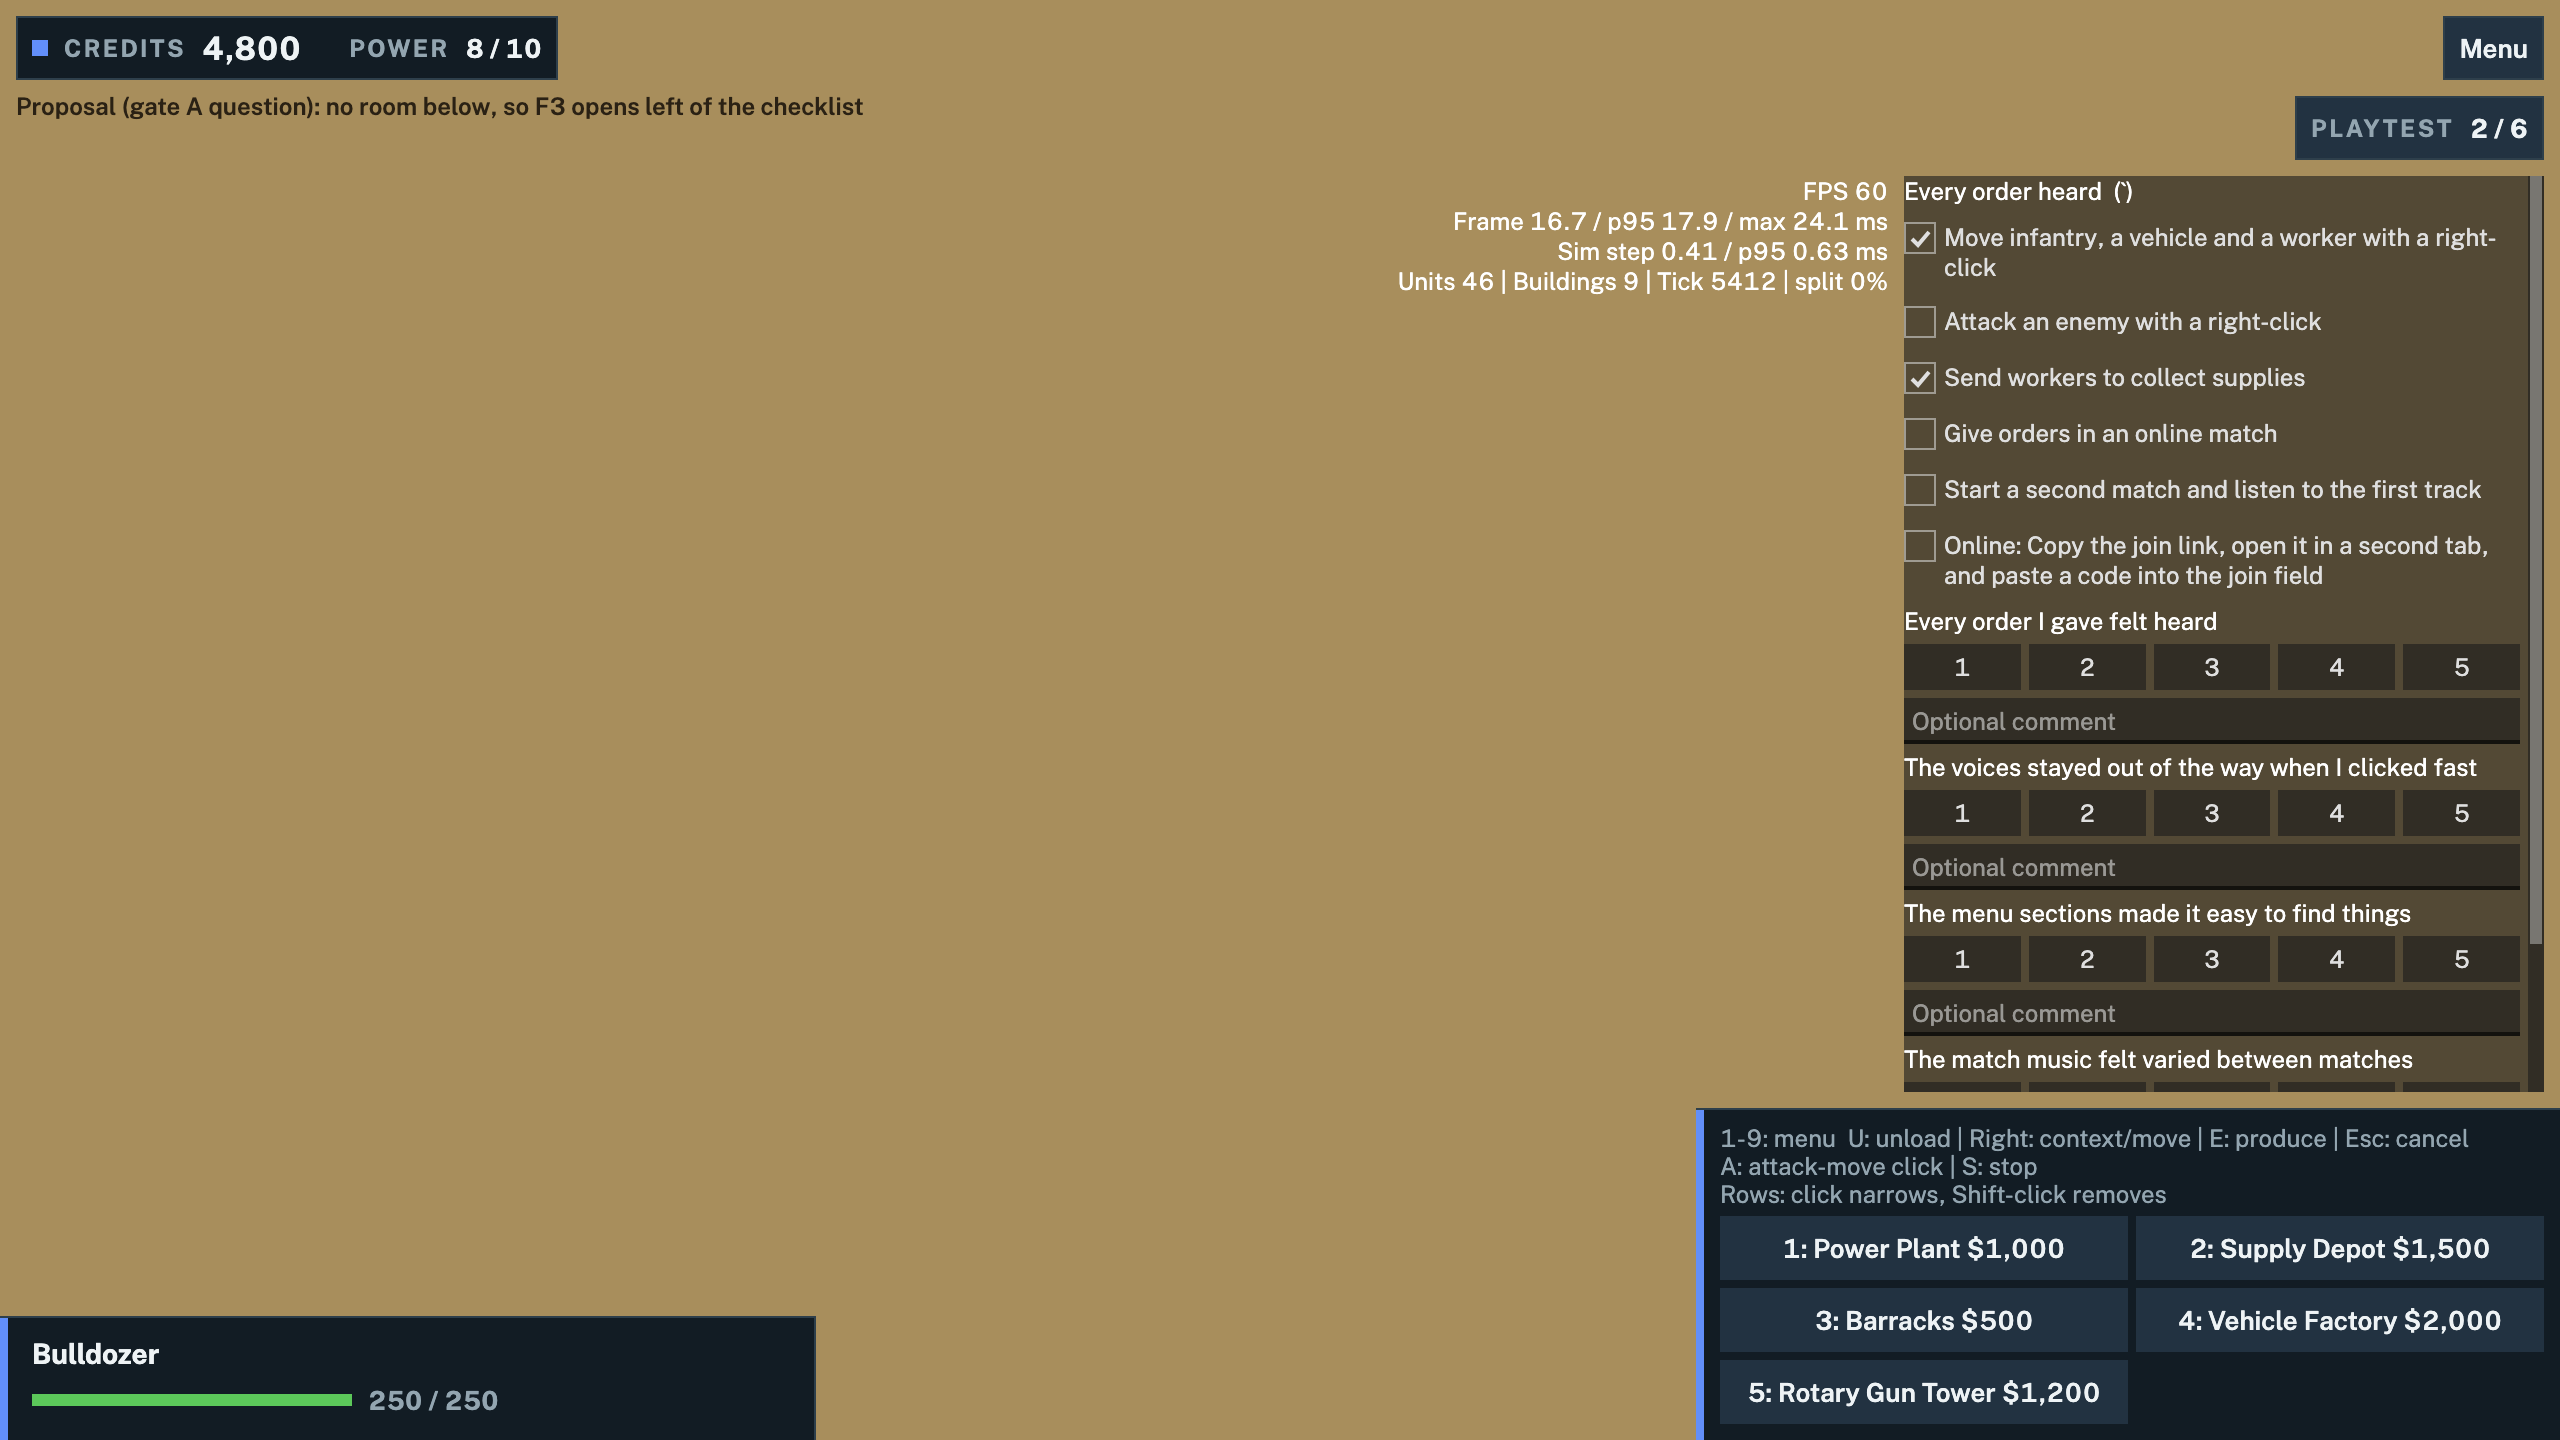 CREDITS 4,800 POWER 8 / 10
Menu
Proposal (gate A question): no room below, so F3 opens left of the checklist
PLAYTEST 2 / 6
FPS 60
Frame 16.7 / p95 17.9 / max 24.1 ms
Sim step 0.41 / p95 0.63 ms
Units 46 | Buildings 9 | Tick 5412 | split 0%
Every order heard (`)
Move infantry, a vehicle and a worker with a right-
click
Attack an enemy with a right-click
Send workers to collect supplies
Give orders in an online match
Start a second match and listen to the first track
Online: Copy the join link, open it in a second tab,
and paste a code into the join field
Every order I gave felt heard
1 2 3 4 5
Optional comment
The voices stayed out of the way when I clicked fast
1 2 3 4 5
Optional comment
The menu sections made it easy to find things
1 2 3 4 5
Optional comment
The match music felt varied between matches
1-9: menu U: unload | Right: context/move | E: produce | Esc: cancel
A: attack-move click | S: stop
Rows: click narrows, Shift-click removes
1: Power Plant $1,000
2: Supply Depot $1,500
3: Barracks $500
4: Vehicle Factory $2,000
5: Rotary Gun Tower $1,200
Bulldozer
250 / 250